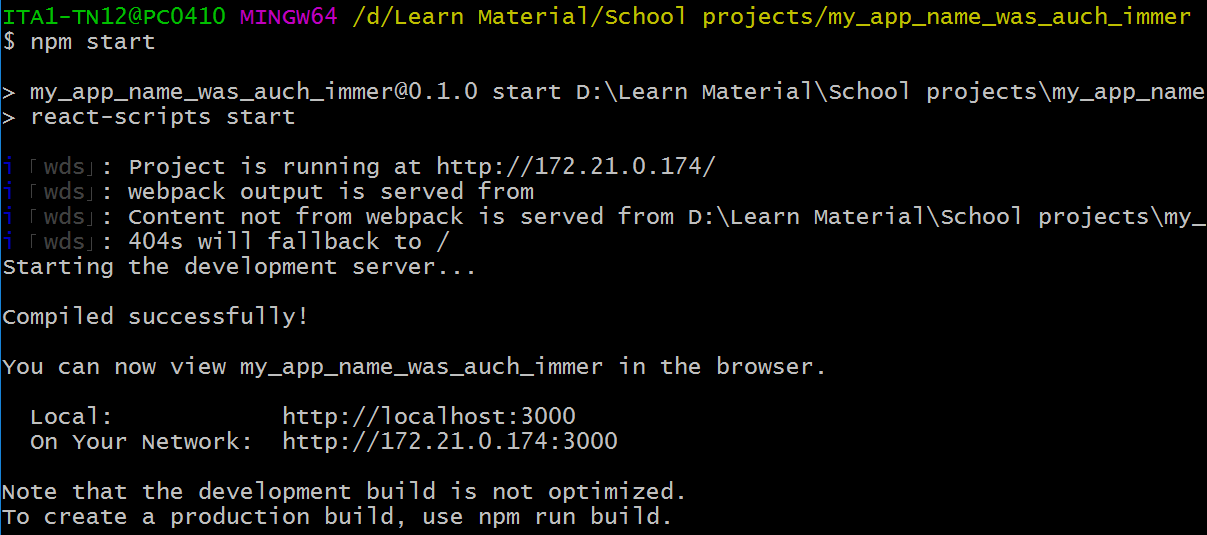 ITA1-TN12@PC0410 MINGW64 /d/Learn Material/School projects/my_app_name_was_auch_immer
$ npm start
> my_app_name_was_auch_immer@0.1.0 start D:\Learn Material\School projects\my_app_name
> react-scripts start
i 「wds」: Project is running at http://172.21.0.174/
i 「wds」: webpack output is served from
i 「wds」: Content not from webpack is served from D:\Learn Material\School projects\my_
i 「wds」: 404s will fallback to /
Starting the development server...
Compiled successfully!
You can now view my_app_name_was_auch_immer in the browser.
Local: http://localhost:3000
On Your Network: http://172.21.0.174:3000
Note that the development build is not optimized.
To create a production build, use npm run build.